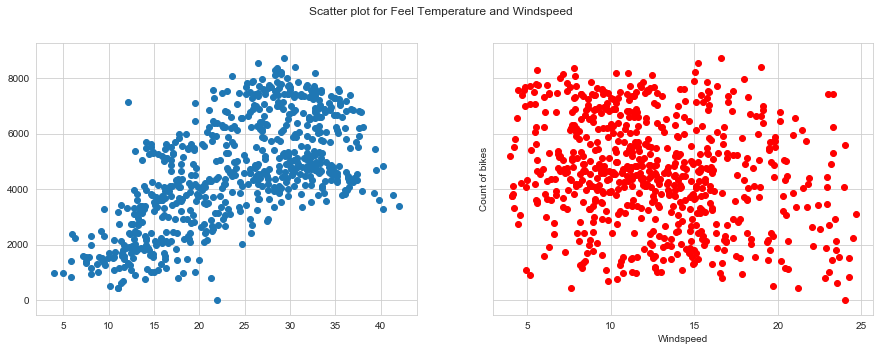 Scatter plot for Feel Temperature and Windspeed
8000
6000
4000
2000
0
5 10 15 20 25 30 35 40
Count of bikes
5 10 15 20 25
Windspeed